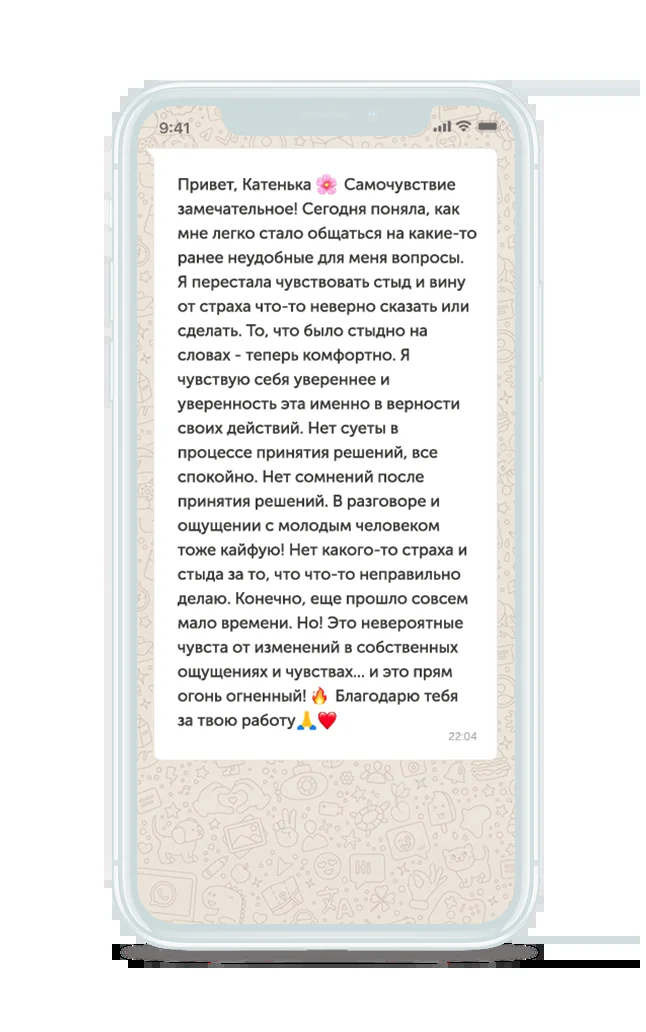 9:41
Привет, Катенька 🌸 Самочувствие
замечательное! Сегодня поняла, как
мне легко стало общаться на какие-то
ранее неудобные для меня вопросы.
Я перестала чувствовать стыд и вину
от страха что-то неверно сказать или
сделать. То, что было стыдно на
словах - теперь комфортно. Я
чувствую себя увереннее и
уверенность эта именно в верности
своих действий. Нет суеты в
процессе принятия решений, все
спокойно. Нет сомнений после
принятия решений. В разговоре и
ощущении с молодым человеком
тоже кайфую! Нет какого-то страха и
стыда за то, что что-то неправильно
делаю. Конечно, еще прошло совсем
мало времени. Но! Это невероятные
чувста от изменений в собственных
ощущениях и чувствах... и это прям
огонь огненный! 🔥 Благодарю тебя
за твою работу🙏❤️
22:04
Hi